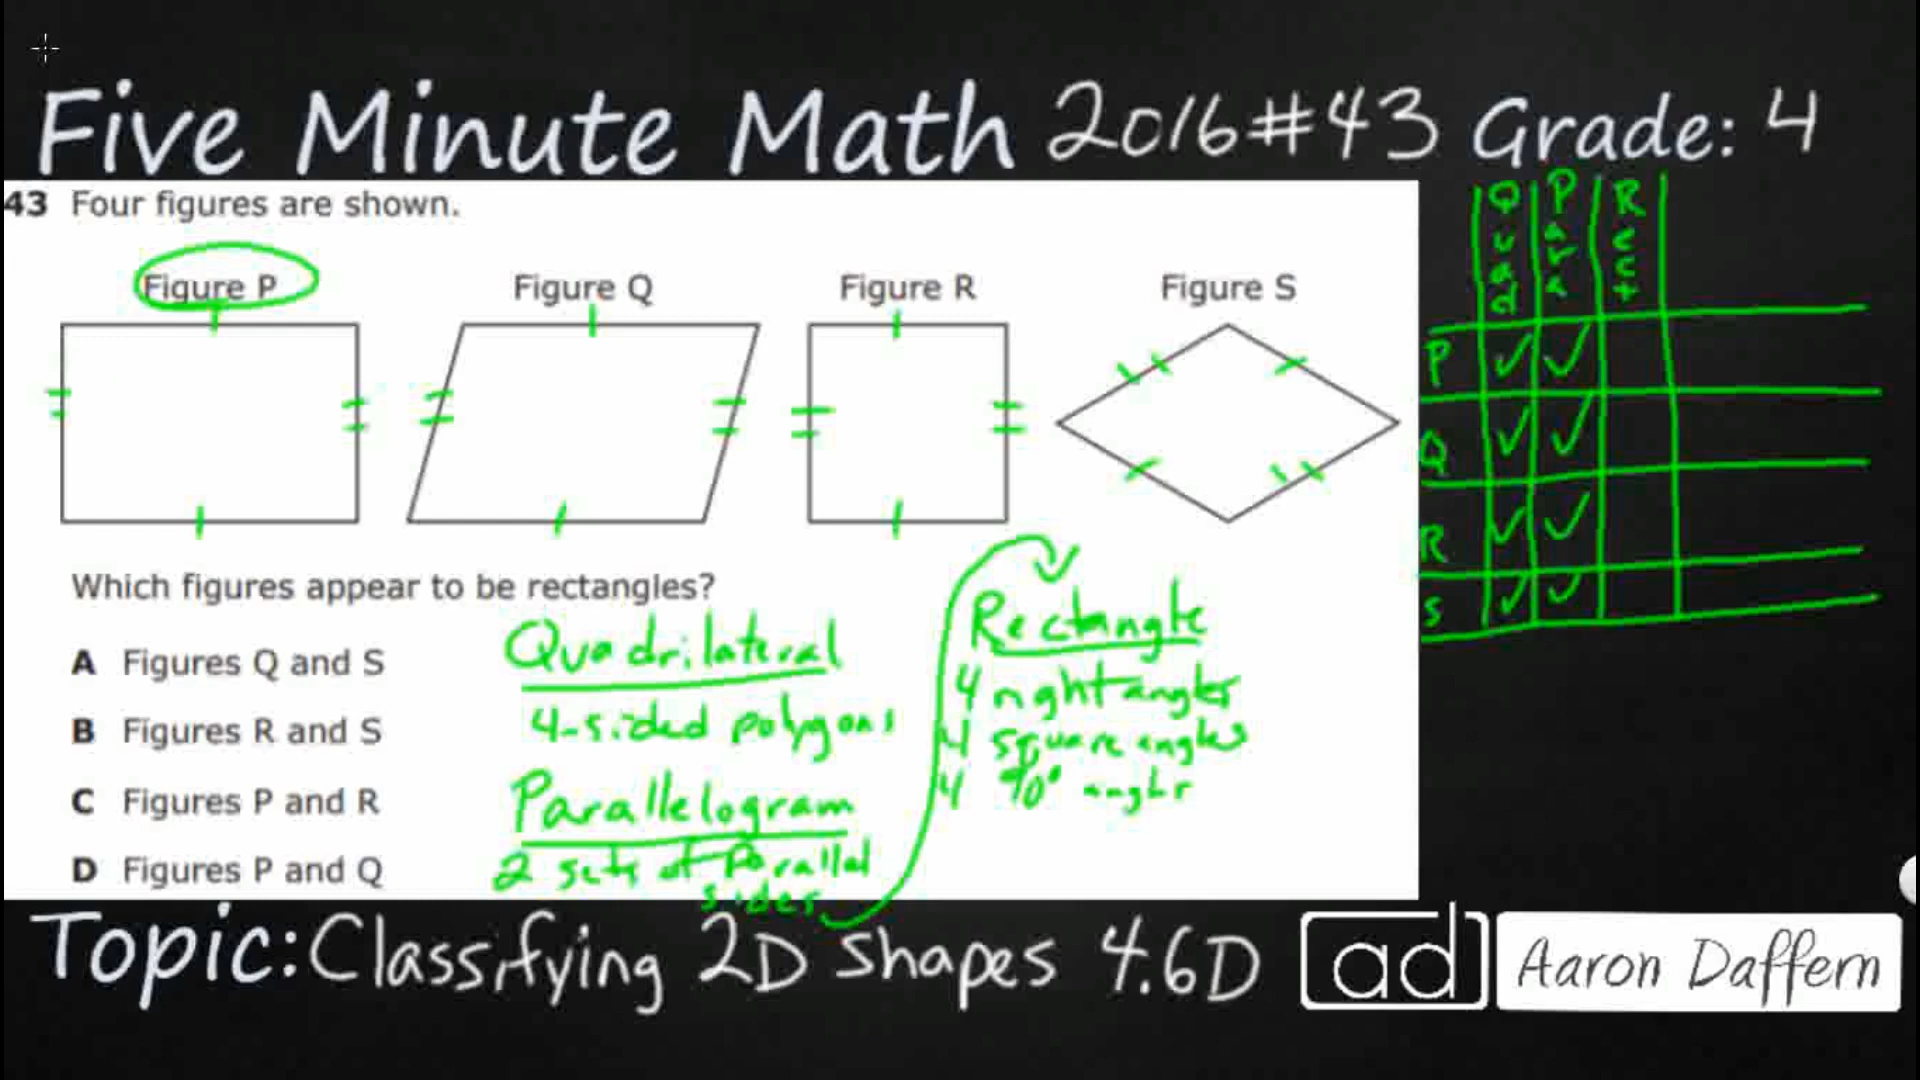 Five Minute Math 2016 #43 Grade: 4
43 Four figures are shown.
Figure P Figure Q Figure R Figure S
Quad Para Rect
P
Q
R
S
Which figures appear to be rectangles?
A Figures Q and S
B Figures R and S
C Figures P and R
D Figures P and Q
Quadrilateral
4-sided polygons
Parallelogram
2 sets of Parallel
sides
Rectangle
4 right angles
4 square angles
4 90° angles
Topic: Classifying 2D Shapes 4.6D
ad Aaron Daffern